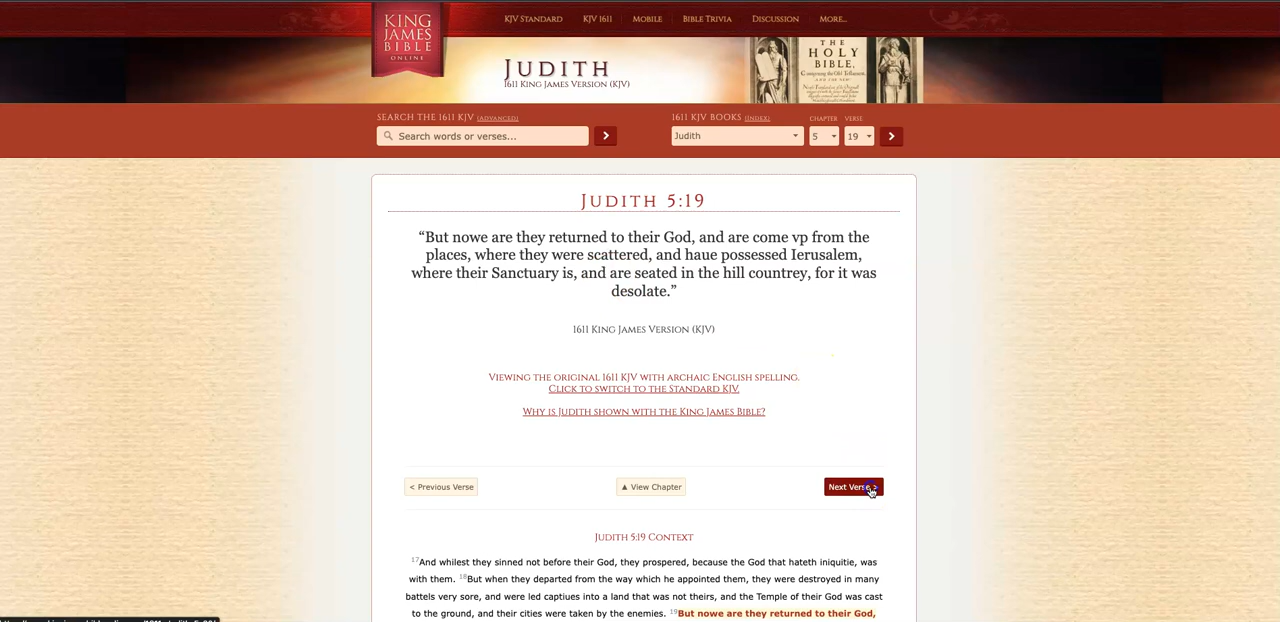 KJV STANDARD KJV 1611 MOBILE BIBLE TRIVIA DISCUSSION MORE...
KING
JAMES
BIBLE
ONLINE
JUDITH
1611 KING JAMES VERSION (KJV)
THE
HOLY
BIBLE,
SEARCH THE 1611 KJV (ADVANCED)
Search words or verses...
1611 KJV BOOKS (INDEX) CHAPTER VERSE
Judith 5 19
JUDITH 5:19
“But nowe are they returned to their God, and are come vp from the
places, where they were scattered, and haue possessed Ierusalem,
where their Sanctuary is, and are seated in the hill countrey, for it was
desolate.”
1611 KING JAMES VERSION (KJV)
VIEWING THE ORIGINAL 1611 KJV WITH ARCHAIC ENGLISH SPELLING.
CLICK TO SWITCH TO THE STANDARD KJV.
WHY IS JUDITH SHOWN WITH THE KING JAMES BIBLE?
< Previous Verse ▲ View Chapter Next Verse >
JUDITH 5:19 CONTEXT
17And whilest they sinned not before their God, they prospered, because the God that hateth iniquitie, was
with them. 18But when they departed from the way which he appointed them, they were destroyed in many
battels very sore, and were led captiues into a land that was not theirs, and the Temple of their God was cast
to the ground, and their cities were taken by the enemies. 19But nowe are they returned to their God,